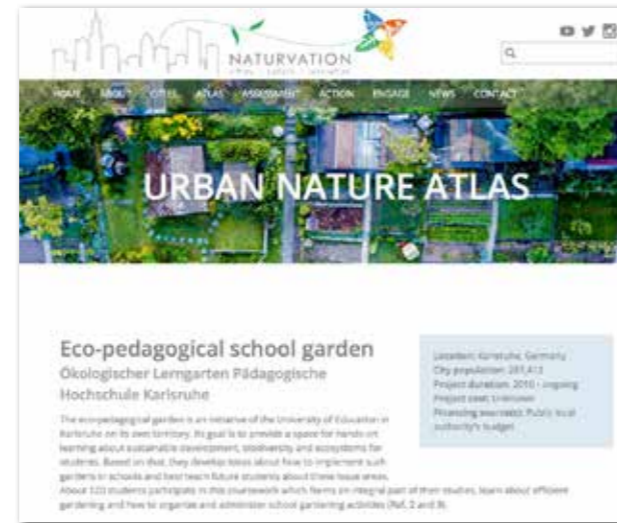 NATURVATION
cities - nature - innovation
HOME ABOUT CITIES ATLAS ASSESSMENT ACTION ENGAGE NEWS CONTACT
URBAN NATURE ATLAS
Eco-pedagogical school garden
Ökologischer Lerngarten Pädagogische
Hochschule Karlsruhe
Location: Karlsruhe, Germany
City population:
Project duration: 2010 - ongoing
Project cost: Unknown
Financing source(s): Public local
authority's budget
The eco-pedagogical garden is an initiative of the University of Education in
Karlsruhe on its own territory. Its goal is to provide a space for hands-on
learning about sustainable development, biodiversity and ecosystems for
students. Based on that, they develop ideas about how to implement such
gardens in schools and best teach future students about these issue areas.
About 120 students participate in this coursework which forms an integral part of their studies, learn about efficient
gardening and how to organise and administer school gardening activities (Ref. 2 and 9).